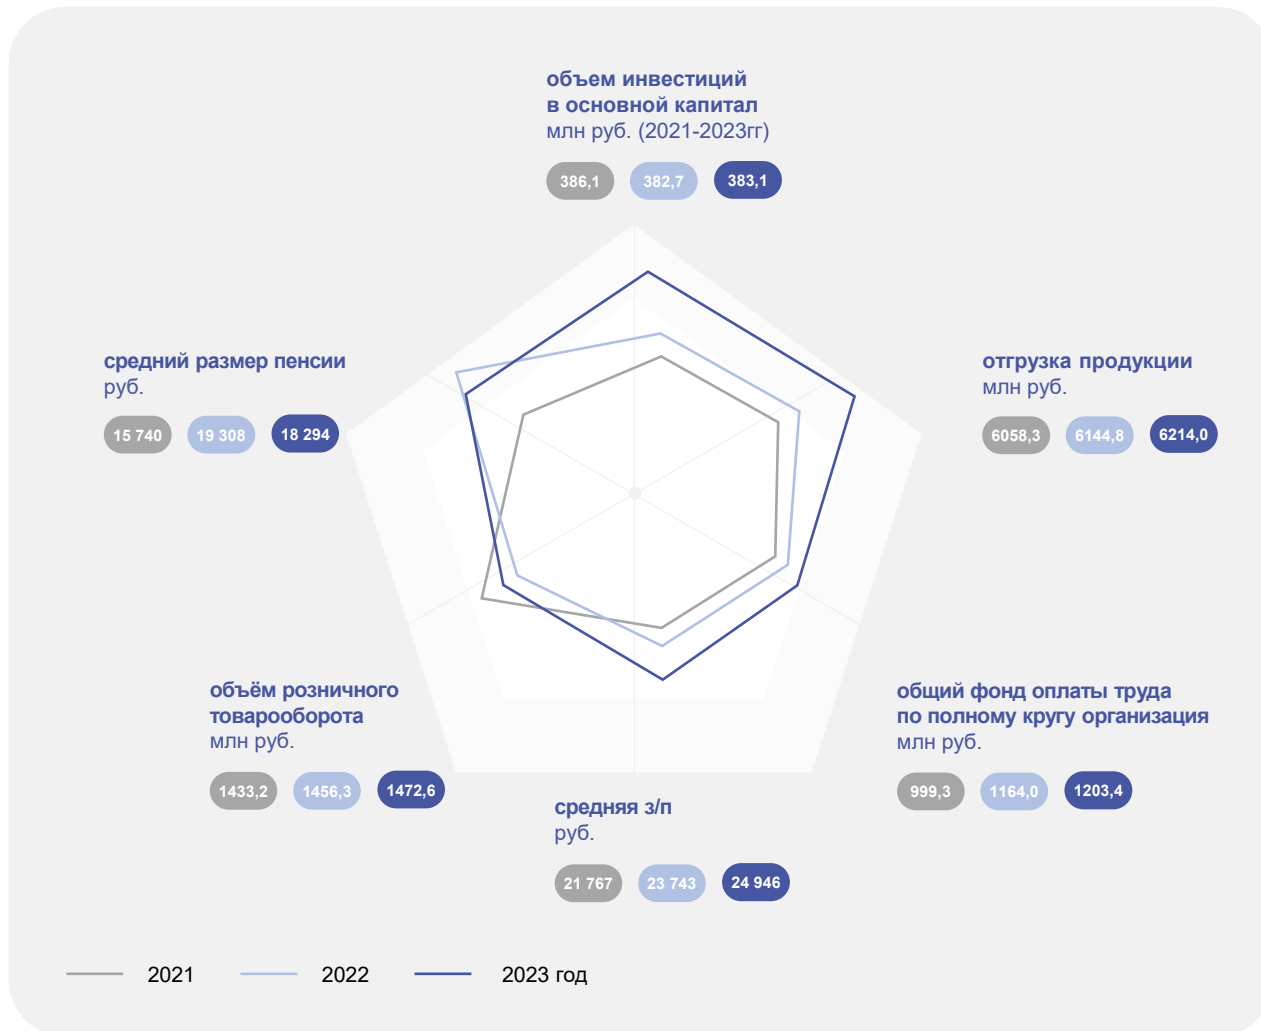 объем инвестиций
в основной капитал
млн руб. (2021-2023гг)
386,1 382,7 383,1
средний размер пенсии
руб.
15 740 19 308 18 294
отгрузка продукции
млн руб.
6058,3 6144,8 6214,0
объём розничного
товарооборота
млн руб.
1433,2 1456,3 1472,6
общий фонд оплаты труда
по полному кругу организация
млн руб.
999,3 1164,0 1203,4
средняя з/п
руб.
21 767 23 743 24 946
2021 2022 2023 год